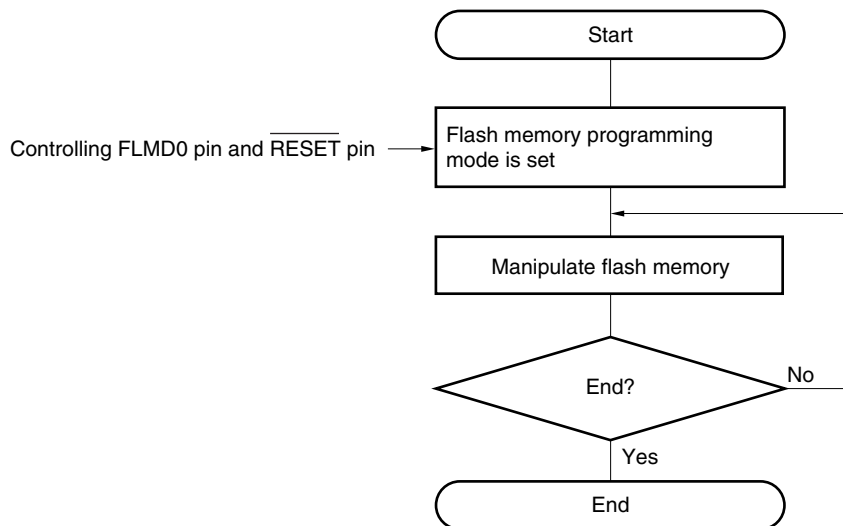 Start
Controlling FLMD0 pin and RESET pin
Flash memory programming
mode is set
Manipulate flash memory
End?
No
Yes
End